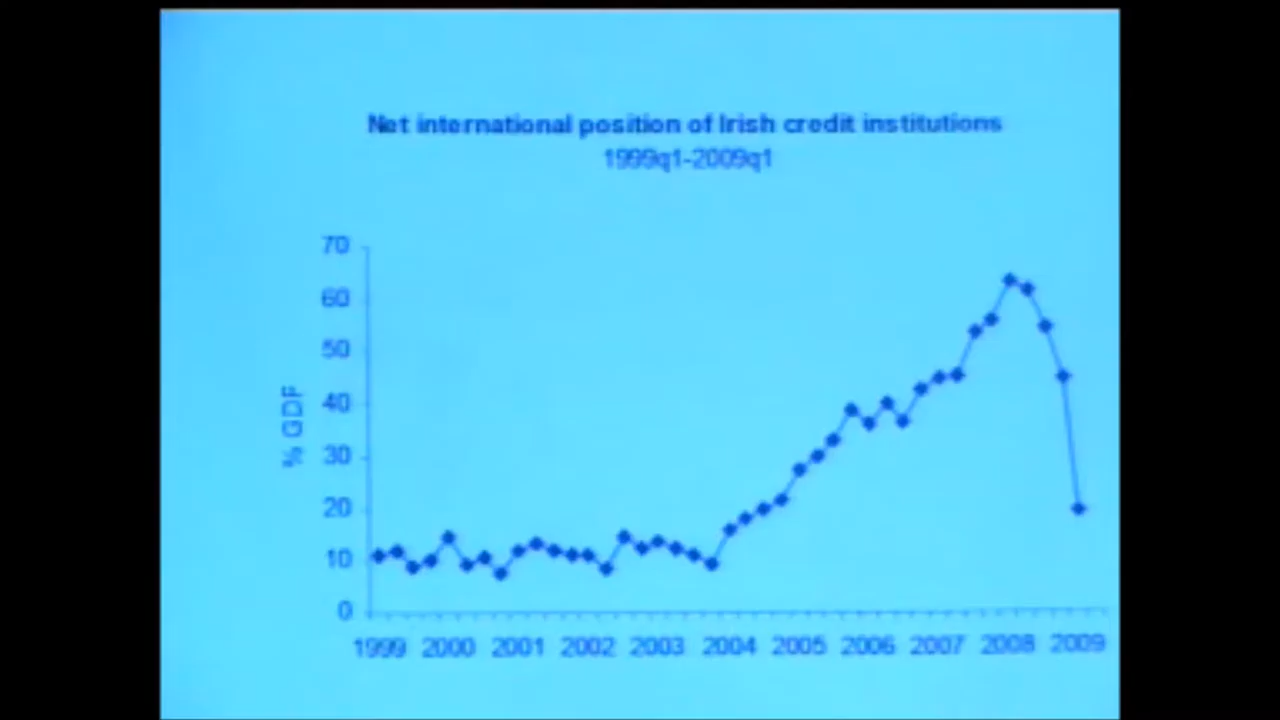 Net international position of Irish credit institutions
1999q1-2009q1
70
60
50
40
30
20
10
0
% GDP
1999 2000 2001 2002 2003 2004 2005 2006 2007 2008 2009